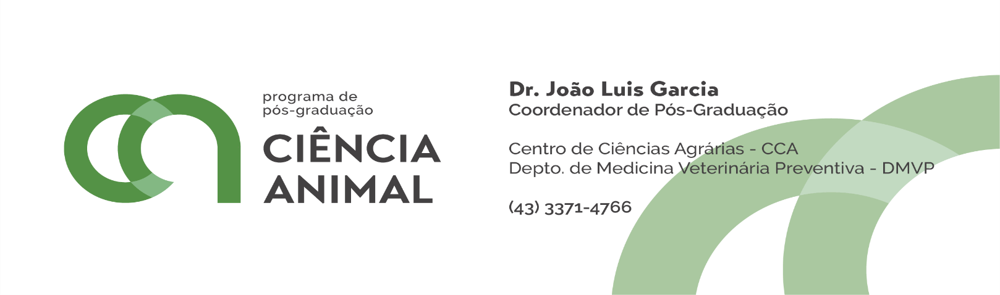 programa de
pós-graduação
CIÊNCIA
ANIMAL
Dr. João Luis Garcia
Coordenador de Pós-Graduação
Centro de Ciências Agrárias - CCA
Depto. de Medicina Veterinária Preventiva - DMVP
(43) 3371-4766